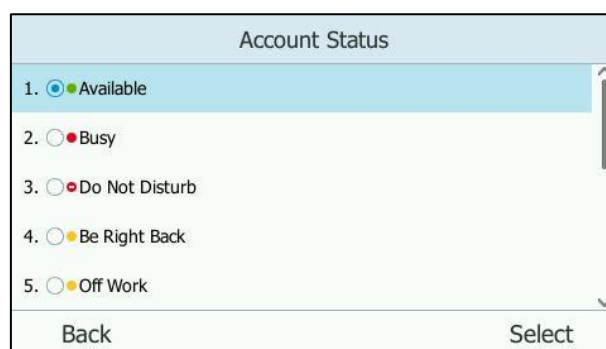 Account Status
1. Available
2. Busy
3. Do Not Disturb
4. Be Right Back
5. Off Work
Back Select